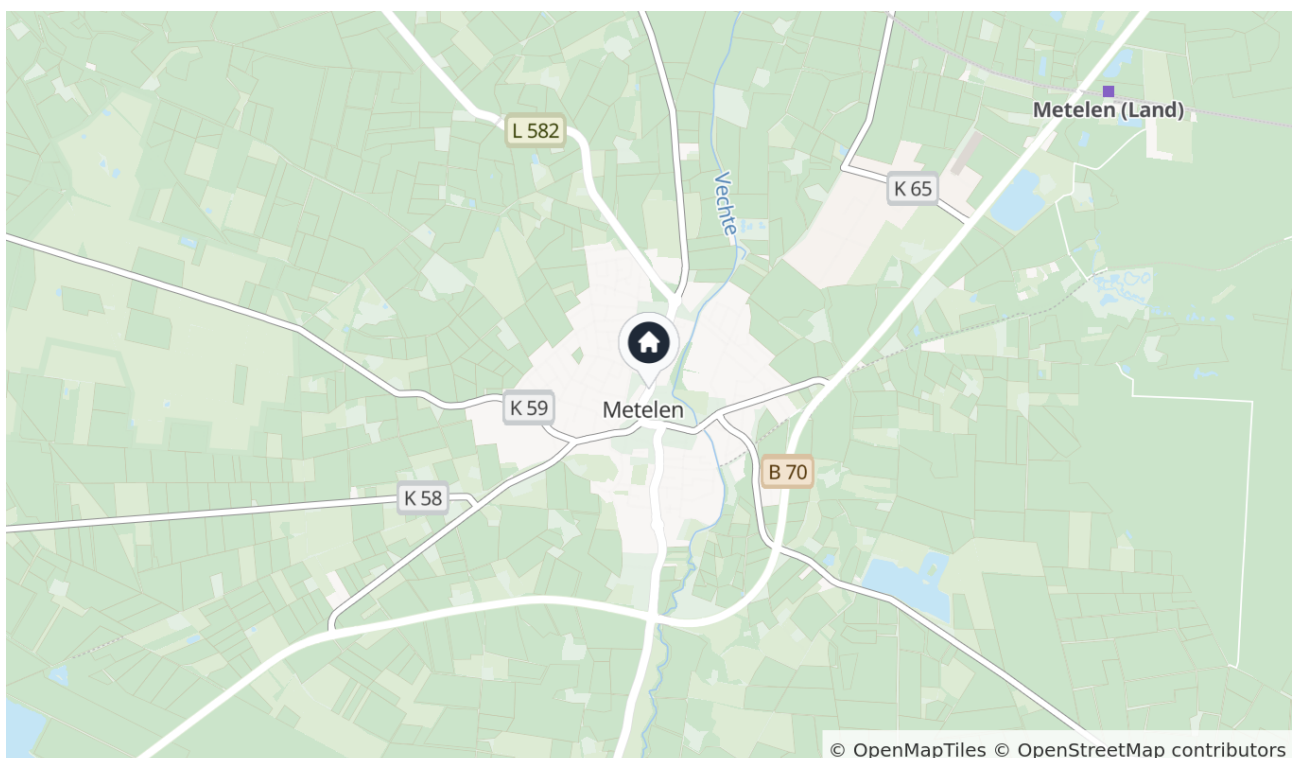 Metelen (Land)
L 582
K 65
Vechte
K 59
Metelen
B 70
K 58
© OpenMapTiles © OpenStreetMap contributors